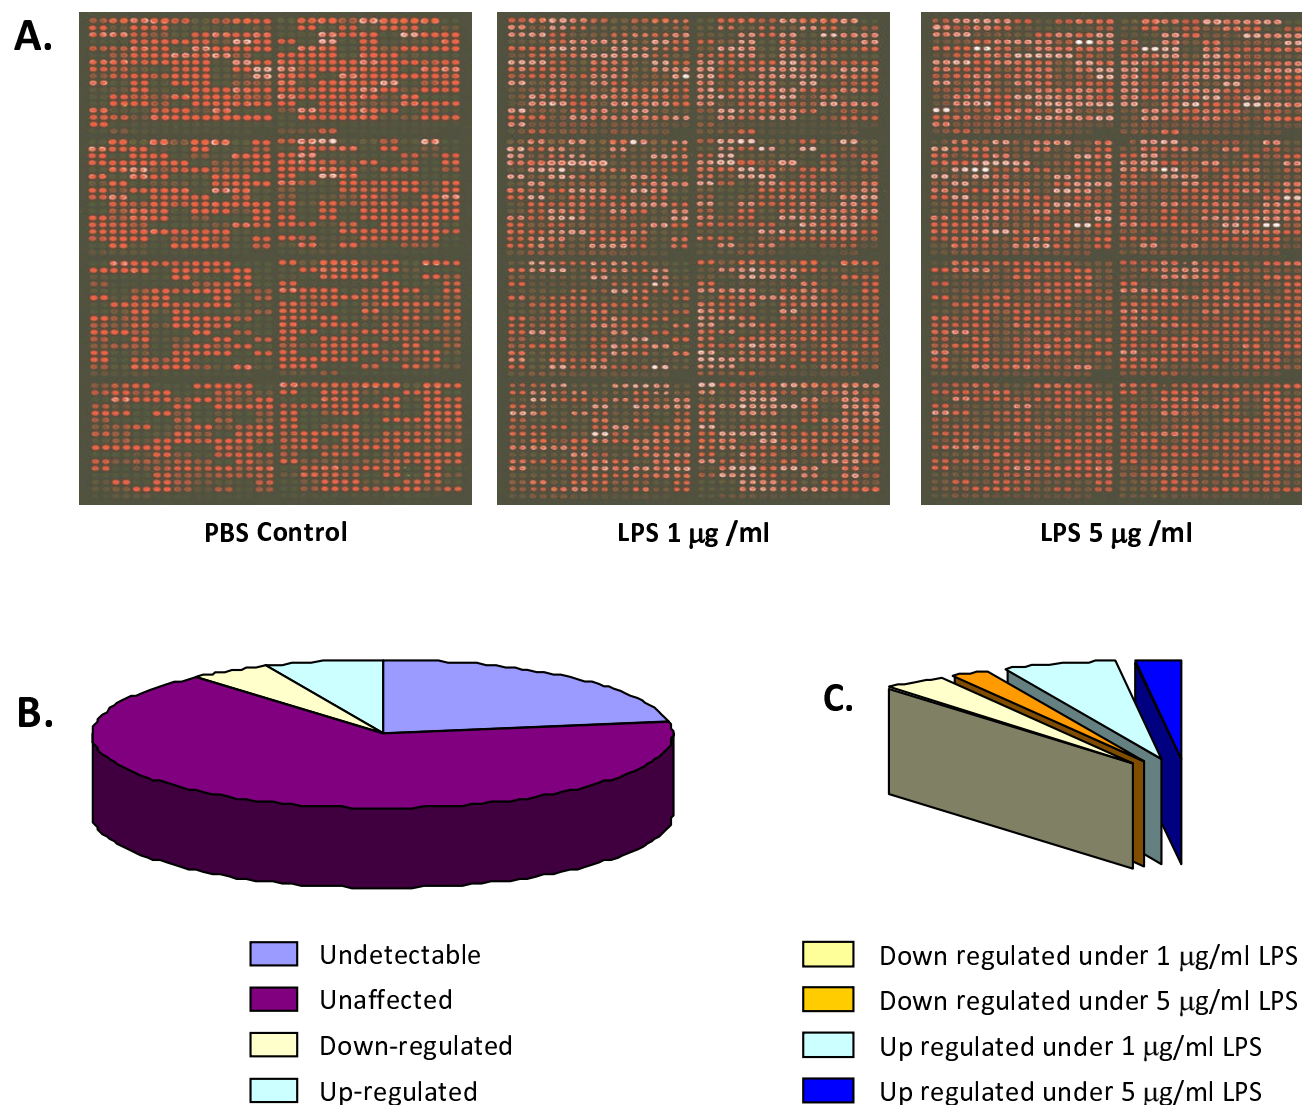 A.
PBS Control
LPS 1 µg /ml
LPS 5 µg /ml
B.
C.
Undetectable
Unaffected
Down-regulated
Up-regulated
Down regulated under 1 µg/ml LPS
Down regulated under 5 µg/ml LPS
Up regulated under 1 µg/ml LPS
Up regulated under 5 µg/ml LPS